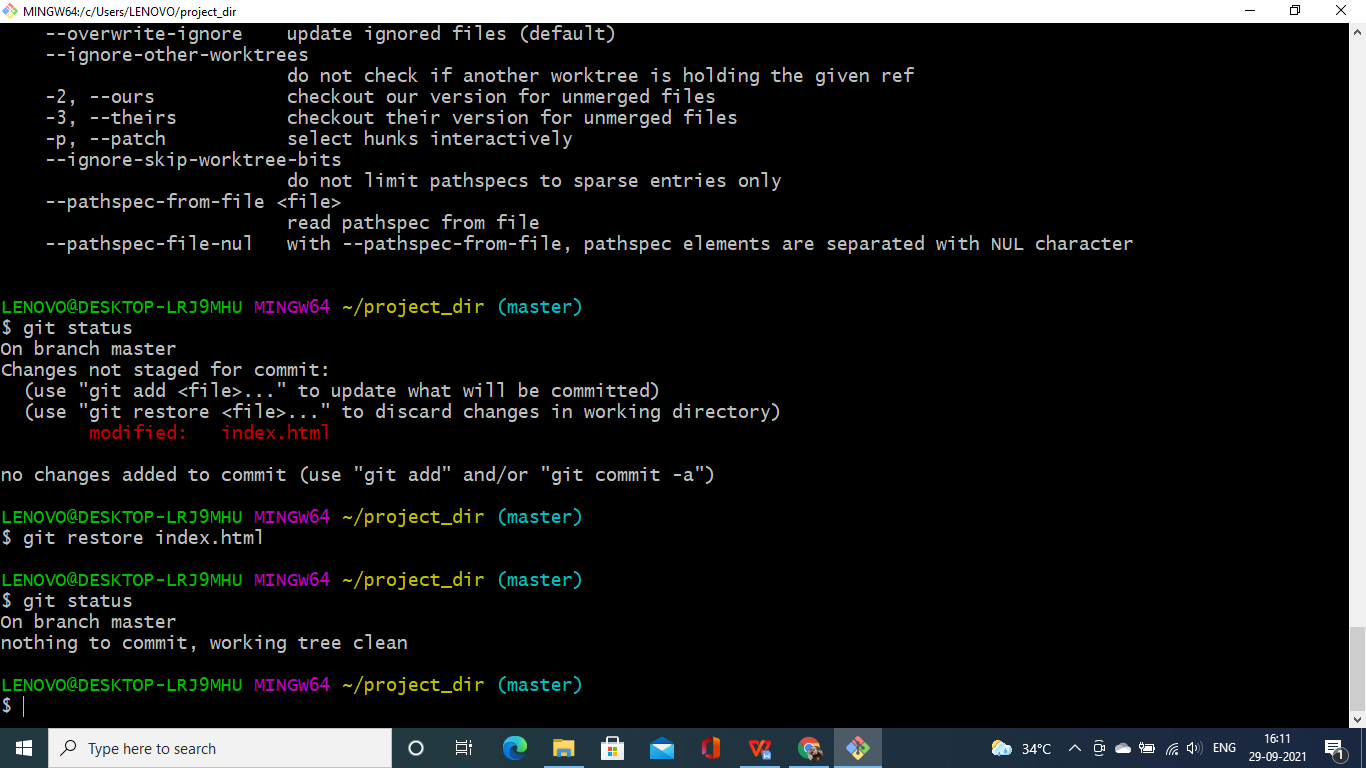 MINGW64:/c/Users/LENOVO/project_dir
--overwrite-ignore    update ignored files (default)
--ignore-other-worktrees
do not check if another worktree is holding the given ref
-2, --ours            checkout our version for unmerged files
-3, --theirs          checkout their version for unmerged files
-p, --patch           select hunks interactively
--ignore-skip-worktree-bits
do not limit pathspecs to sparse entries only
--pathspec-from-file <file>
read pathspec from file
--pathspec-file-nul   with --pathspec-from-file, pathspec elements are separated with NUL character
LENOVO@DESKTOP-LRJ9MHU MINGW64 ~/project_dir (master)
$ git status
On branch master
Changes not staged for commit:
(use "git add <file>..." to update what will be committed)
(use "git restore <file>..." to discard changes in working directory)
modified:   index.html
no changes added to commit (use "git add" and/or "git commit -a")
LENOVO@DESKTOP-LRJ9MHU MINGW64 ~/project_dir (master)
$ git restore index.html
LENOVO@DESKTOP-LRJ9MHU MINGW64 ~/project_dir (master)
$ git status
On branch master
nothing to commit, working tree clean
LENOVO@DESKTOP-LRJ9MHU MINGW64 ~/project_dir (master)
$
Type here to search
34°C
ENG
16:11
29-09-2021
1